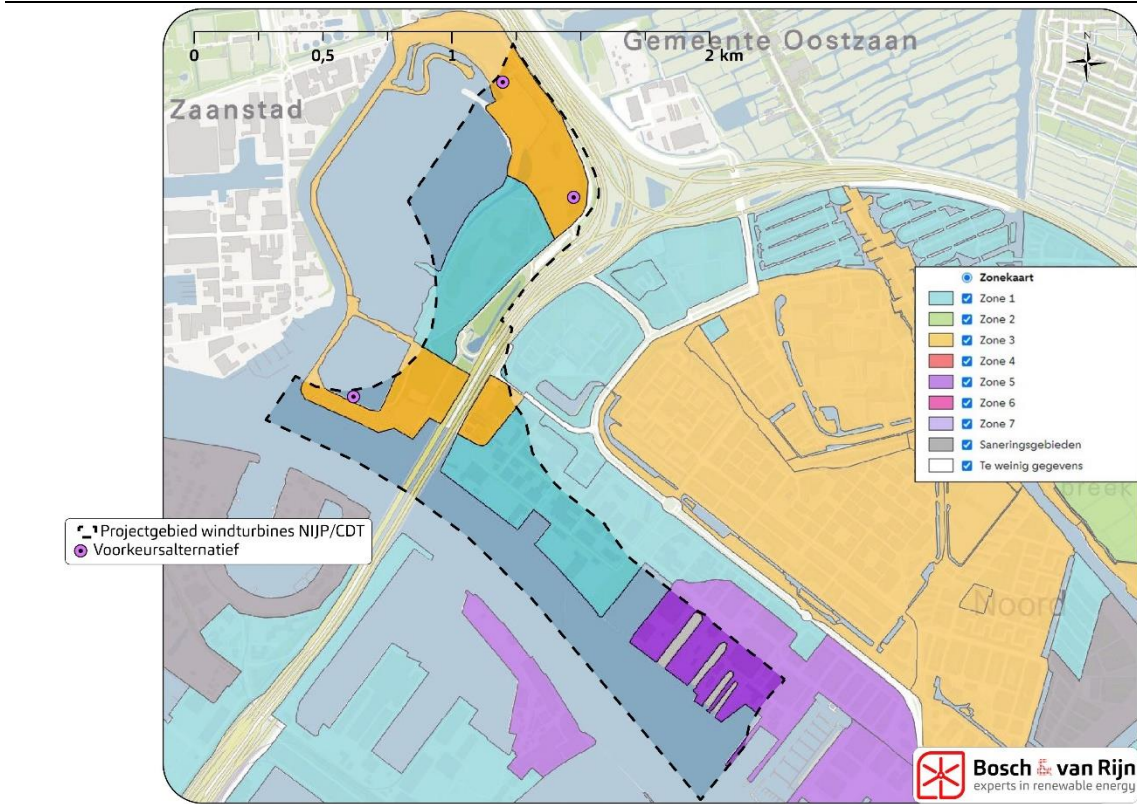 Gemeente Oostzaan
0
0,5
1
2 km
N
Zaanstad
Zonekaart
Zone 1
Zone 2
Zone 3
Zone 4
Zone 5
Zone 6
Zone 7
Saneringsgebieden
Te weinig gegevens
breek
Projectgebied windturbines NIJP/CDT
Voorkeursalternatief
Noord
Bosch & van Rijn
experts in renewable energy